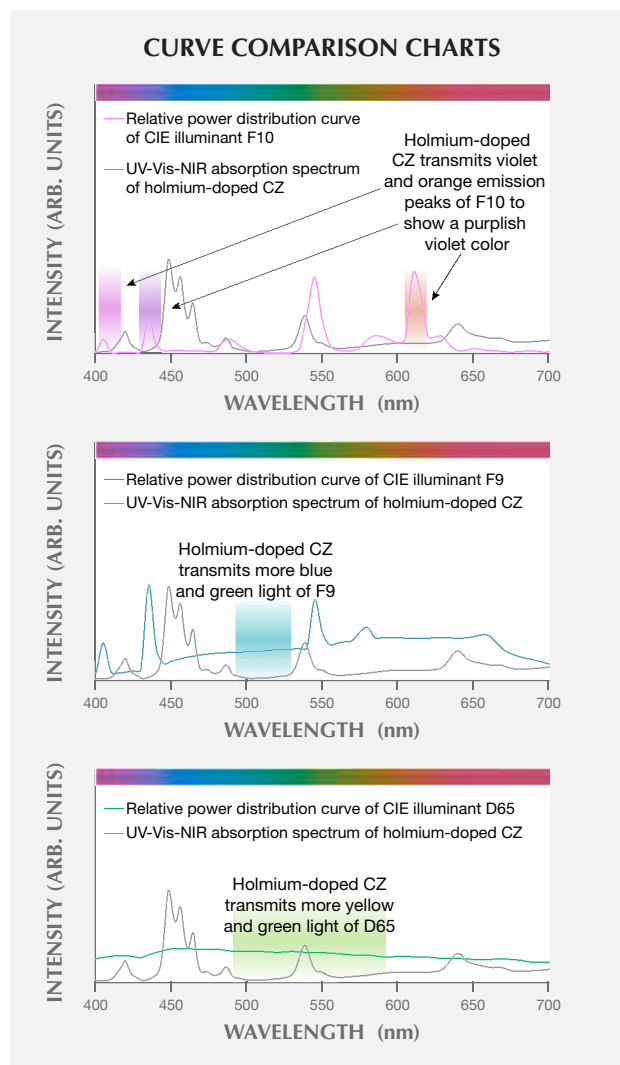 CURVE COMPARISON CHARTS
INTENSITY (ARB. UNITS)
Relative power distribution curve
of CIE illuminant F10
UV-Vis-NIR absorption spectrum
of holmium-doped CZ
Holmium-doped
CZ transmits violet
and orange emission
peaks of F10 to
show a purplish
violet color
400 450 500 550 600 650 700
WAVELENGTH (nm)
INTENSITY (ARB. UNITS)
Relative power distribution curve of CIE illuminant F9
UV-Vis-NIR absorption spectrum of holmium-doped CZ
Holmium-doped CZ
transmits more blue
and green light of F9
400 450 500 550 600 650 700
WAVELENGTH (nm)
INTENSITY (ARB. UNITS)
Relative power distribution curve of CIE illuminant D65
UV-Vis-NIR absorption spectrum of holmium-doped CZ
Holmium-doped CZ
transmits more yellow
and green light of D65
400 450 500 550 600 650 700
WAVELENGTH (nm)